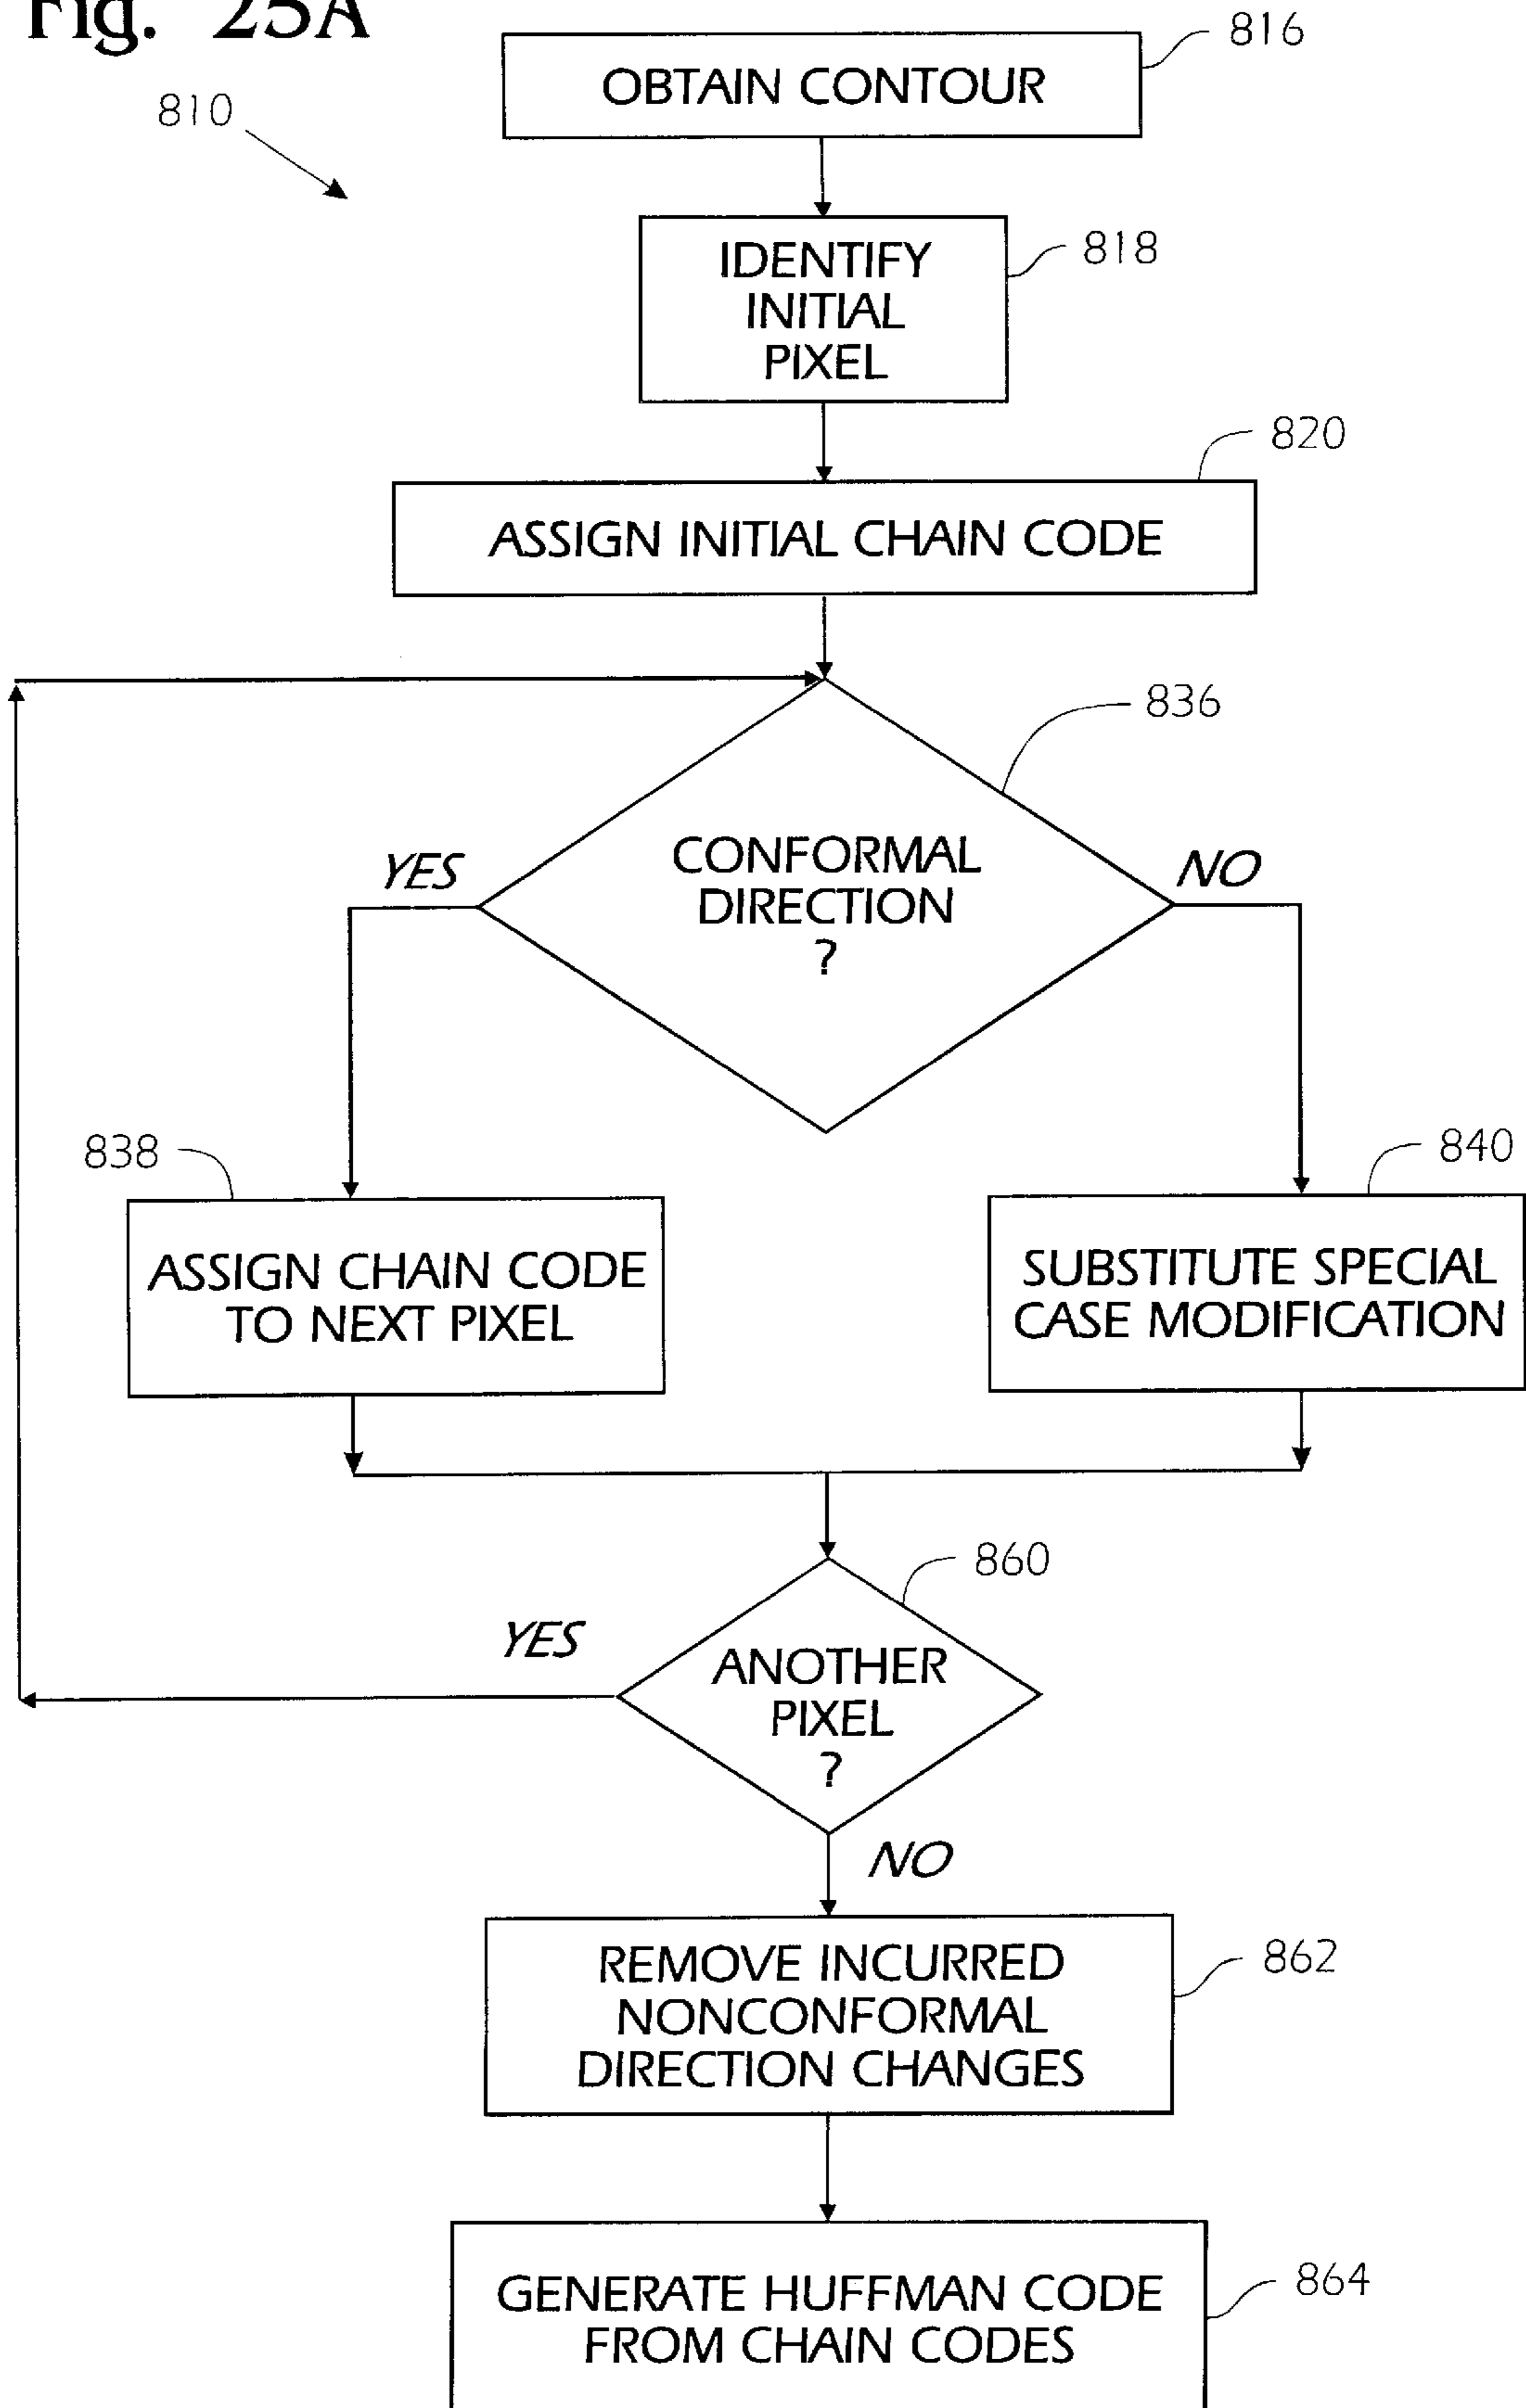 Fig. 25A
816
OBTAIN CONTOUR
810
818
IDENTIFY
INITIAL
PIXEL
820
ASSIGN INITIAL CHAIN CODE
836
CONFORMAL
DIRECTION
?
YES
NO
838
840
ASSIGN CHAIN CODE
TO NEXT PIXEL
SUBSTITUTE SPECIAL
CASE MODIFICATION
860
YES
ANOTHER
PIXEL
?
NO
862
REMOVE INCURRED
NONCONFORMAL
DIRECTION CHANGES
864
GENERATE HUFFMAN CODE
FROM CHAIN CODES